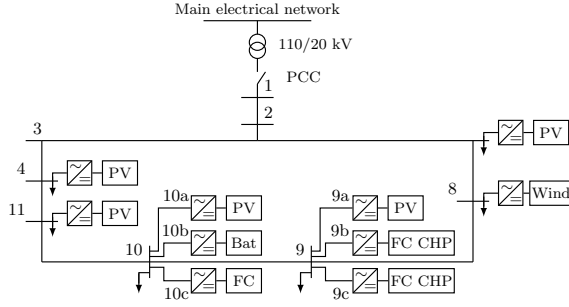 Main electrical network
110/20 kV
PCC
1
2
3
PV
4
PV
8
Wind
11
PV
10a
PV
9a
PV
10
10b
Bat
9
9b
FC CHP
10c
FC
9c
FC CHP